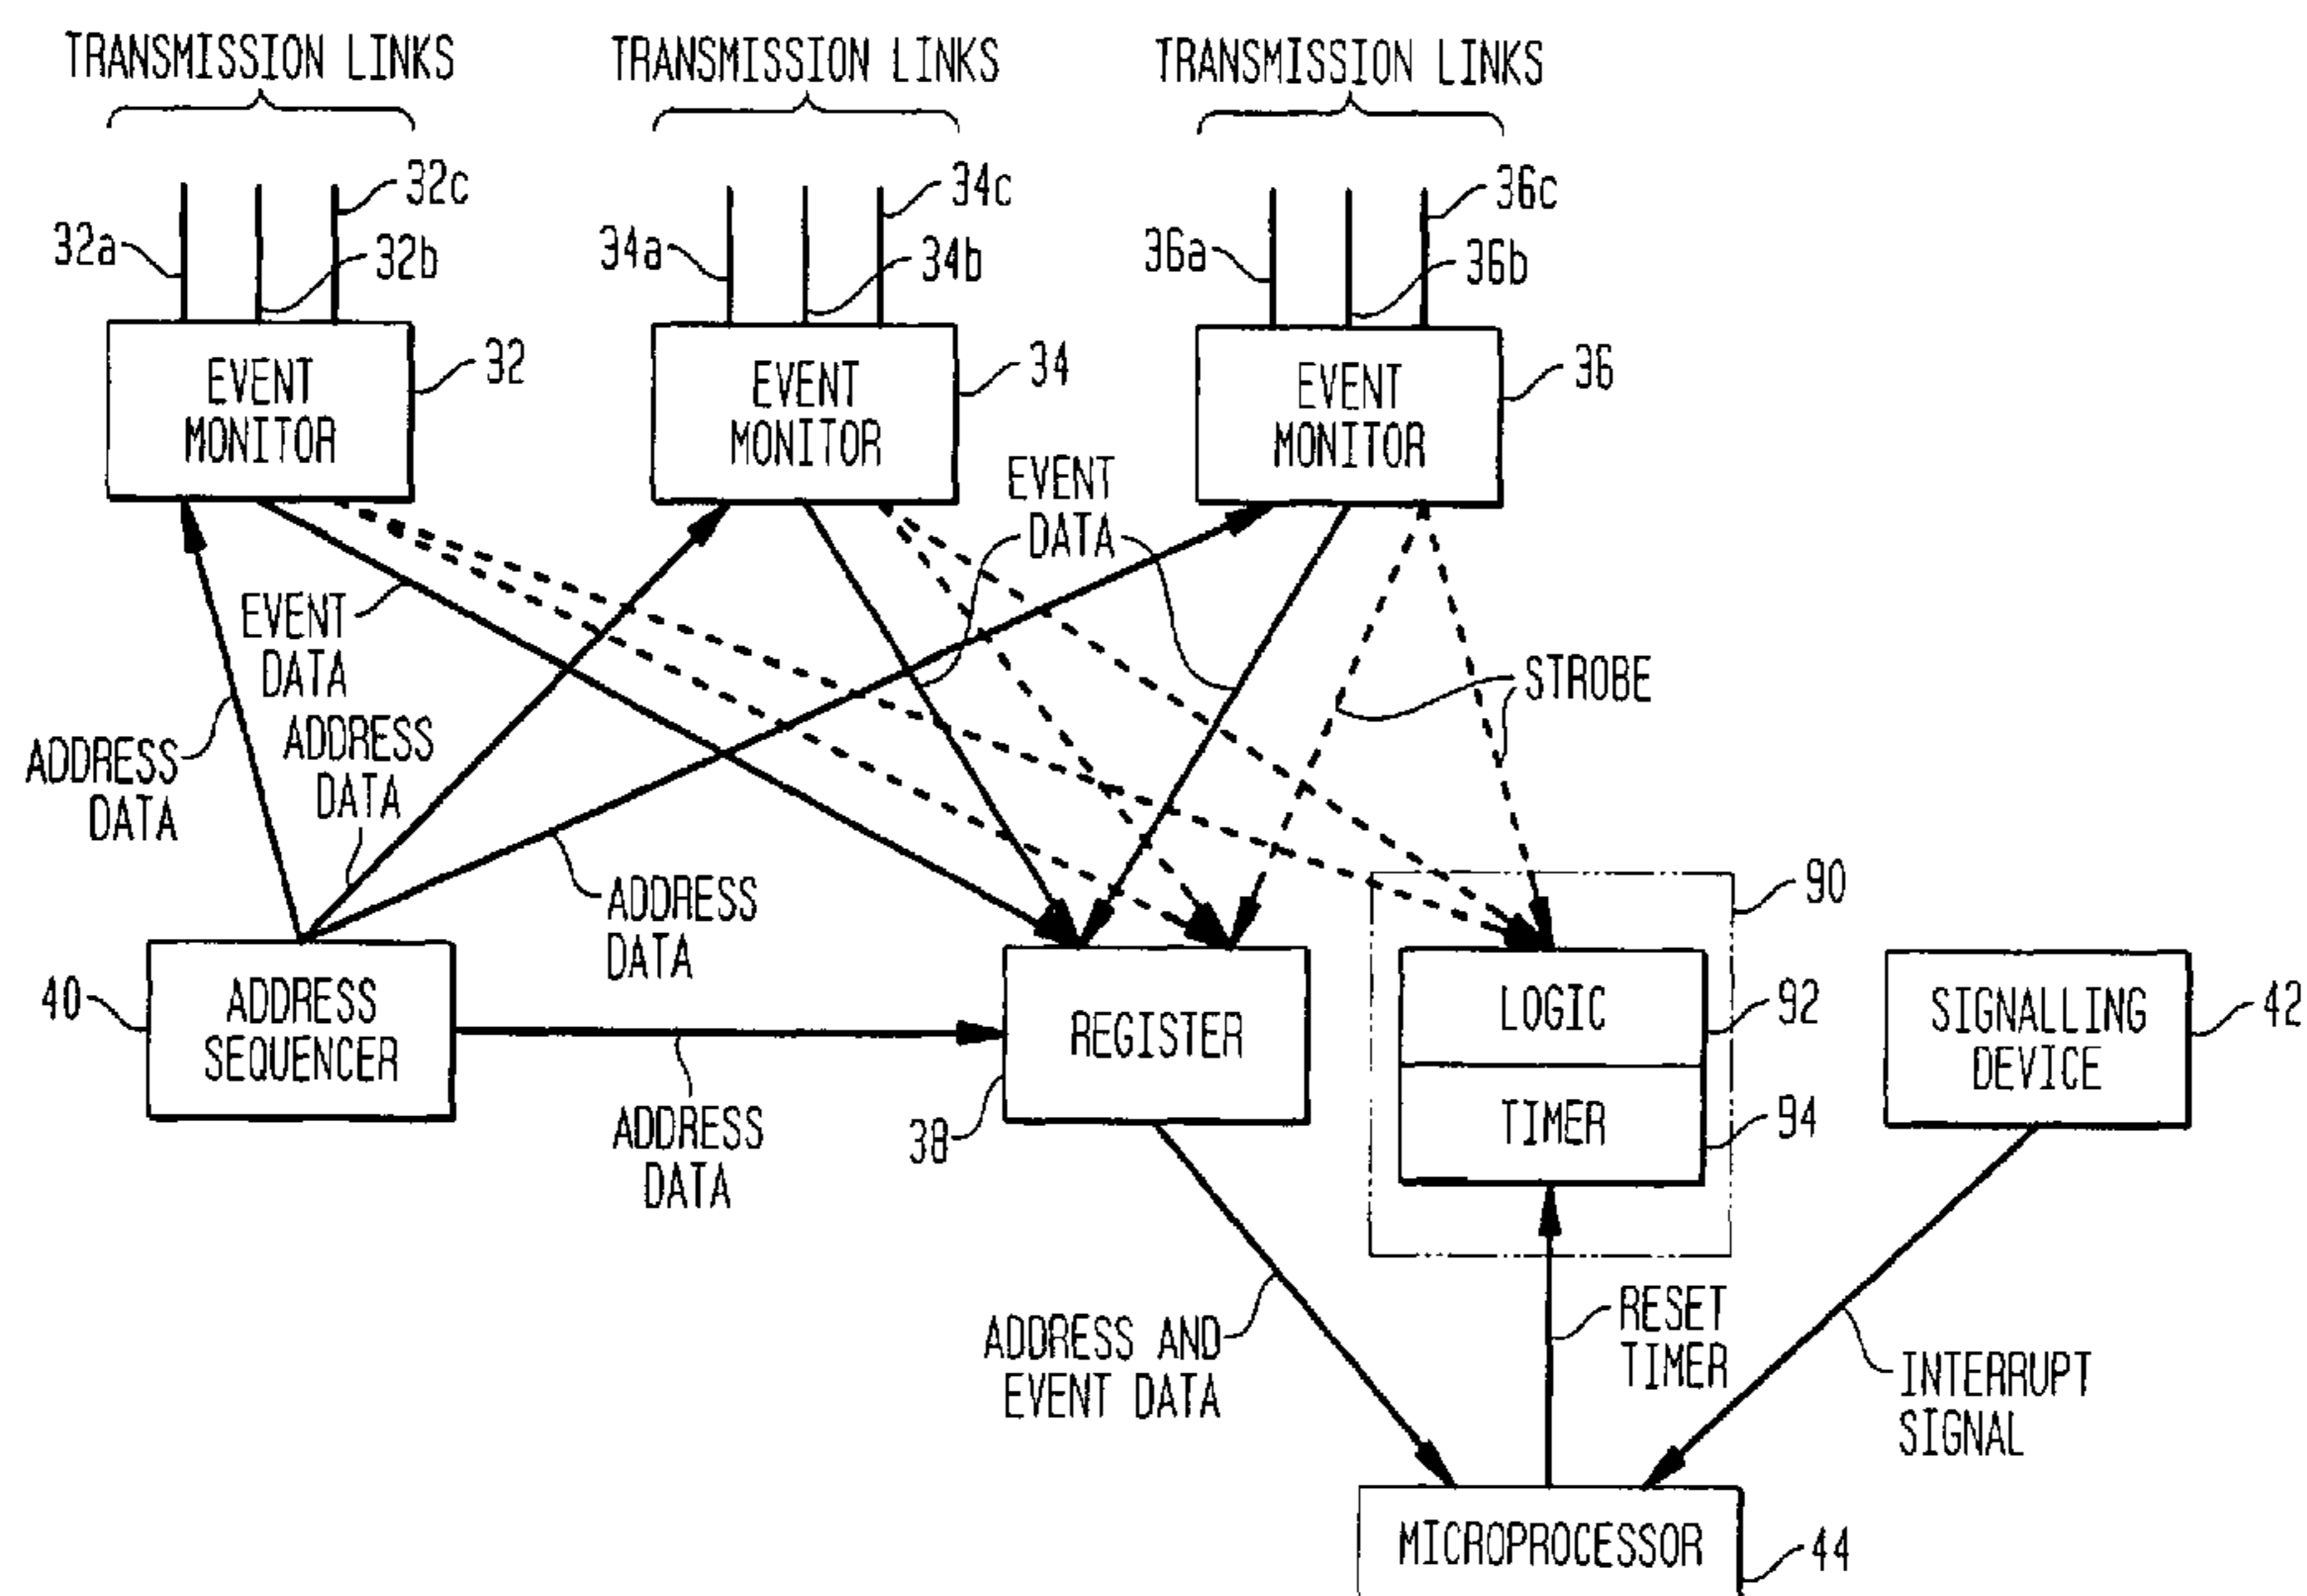 TRANSMISSION LINKS
TRANSMISSION LINKS
TRANSMISSION LINKS
32a
32c
32b
34a
34c
34b
36a
36c
36b
EVENT
MONITOR
32
EVENT
MONITOR
34
EVENT
MONITOR
36
EVENT
DATA
EVENT
DATA
STROBE
ADDRESS
DATA
ADDRESS
DATA
ADDRESS
DATA
90
40
ADDRESS
SEQUENCER
REGISTER
38
LOGIC
92
TIMER
94
SIGNALLING
DEVICE
42
ADDRESS
DATA
ADDRESS AND
EVENT DATA
RESET
TIMER
INTERRUPT
SIGNAL
MICROPROCESSOR
44